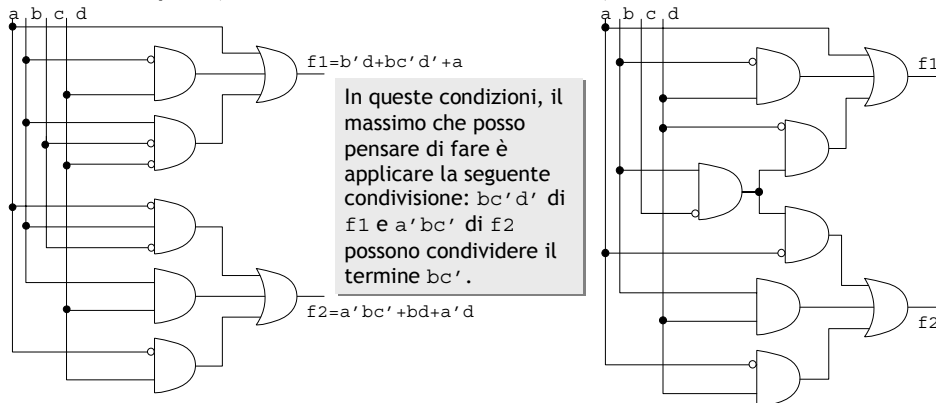 a b c d
f1=b'd+bc'd'+a
In queste condizioni, il
massimo che posso
pensare di fare è
applicare la seguente
condivisione: bc'd' di
f1 e a'bc' di f2
possono condividere il
termine bc'.
f2=a'bc'+bd+a'd
a b c d
f1
f2